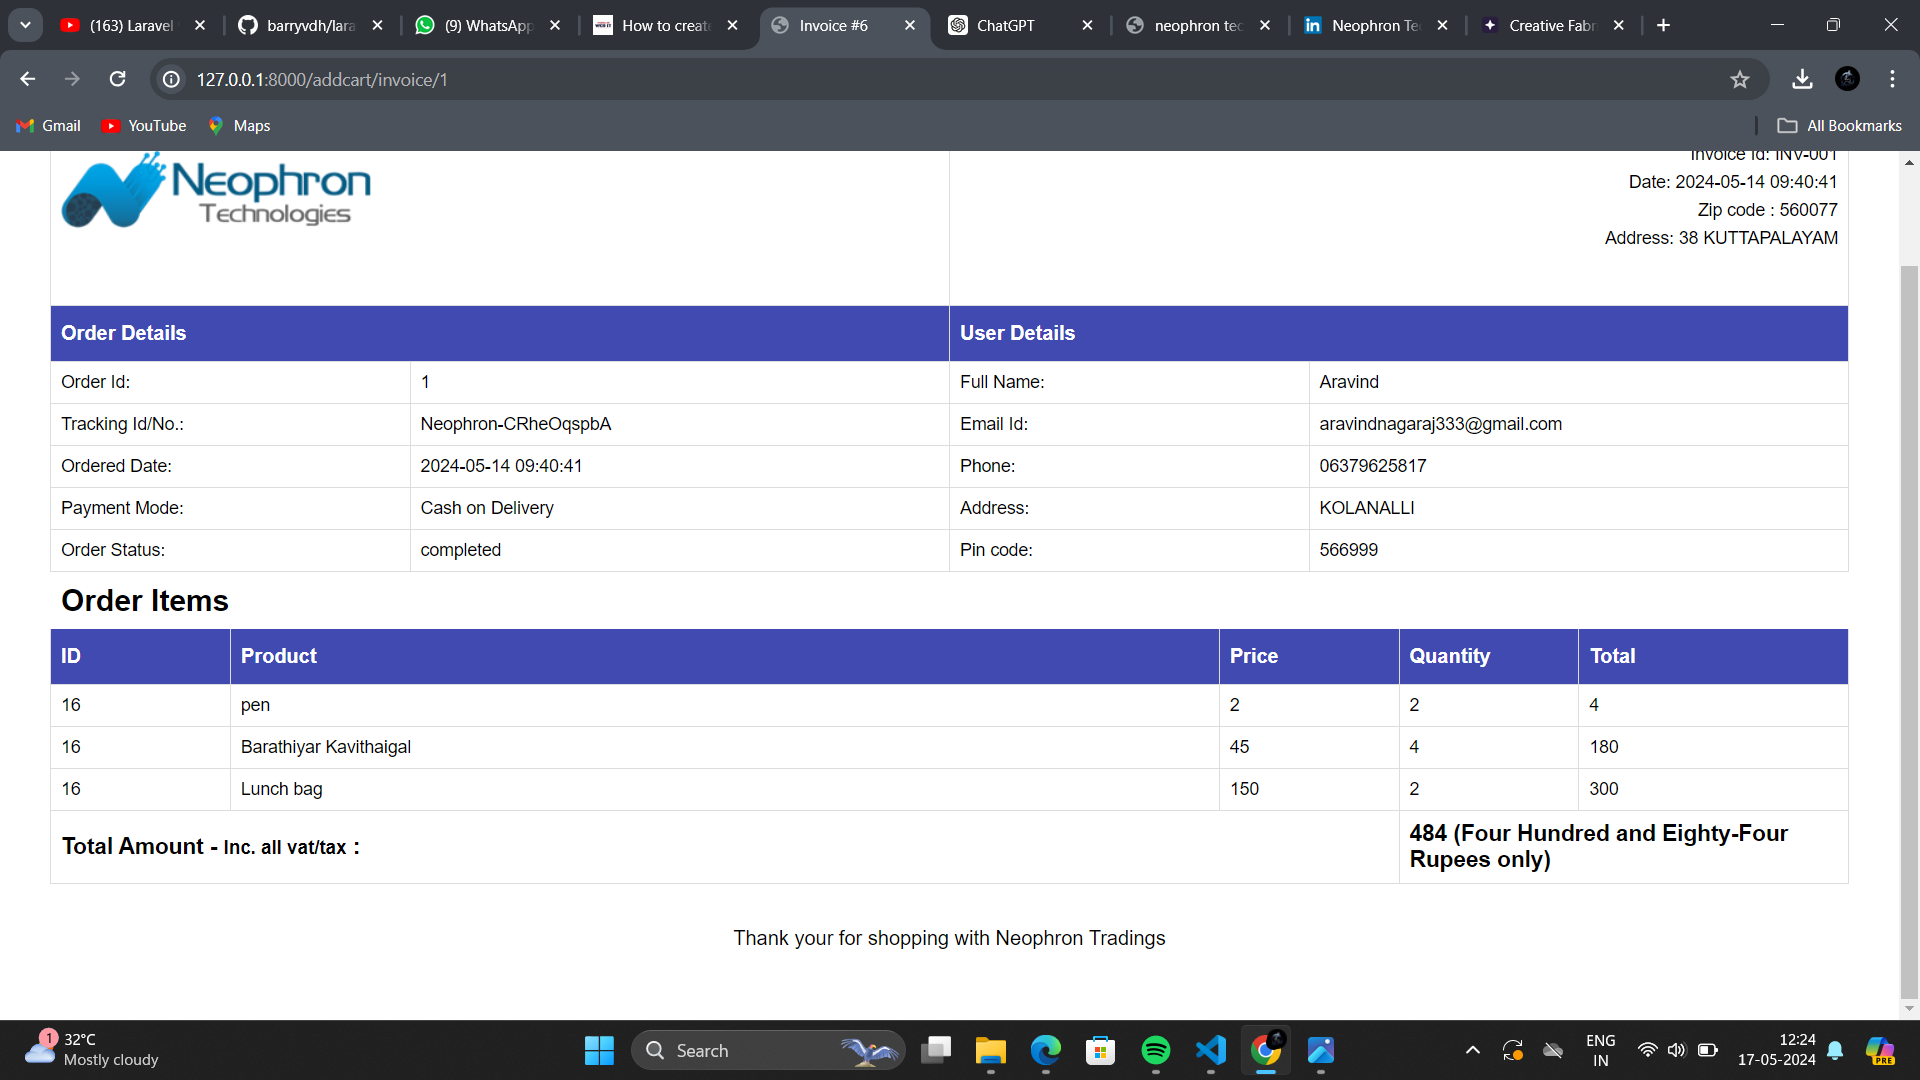 (163) Laravel
barryvdh/lara
(9) WhatsApp
How to create
Invoice #6
ChatGPT
neophron tec
Neophron Te
Creative Fabr
127.0.0.1:8000/addcart/invoice/1
Gmail
YouTube
Maps
All Bookmarks
Neophron
Technologies
Invoice Id: INV-001
Date: 2024-05-14 09:40:41
Zip code : 560077
Address: 38 KUTTAPALAYAM
Order Details
User Details
Order Id:
1
Full Name:
Aravind
Tracking Id/No.:
Neophron-CRheOqspbA
Email Id:
aravindnagaraj333@gmail.com
Ordered Date:
2024-05-14 09:40:41
Phone:
06379625817
Payment Mode:
Cash on Delivery
Address:
KOLANALLI
Order Status:
completed
Pin code:
566999
Order Items
ID
Product
Price
Quantity
Total
16
pen
2
2
4
16
Barathiyar Kavithaigal
45
4
180
16
Lunch bag
150
2
300
Total Amount - Inc. all vat/tax :
484 (Four Hundred and Eighty-Four
Rupees only)
Thank your for shopping with Neophron Tradings
1
32°C
Mostly cloudy
Search
ENG
IN
12:24
17-05-2024
PRE